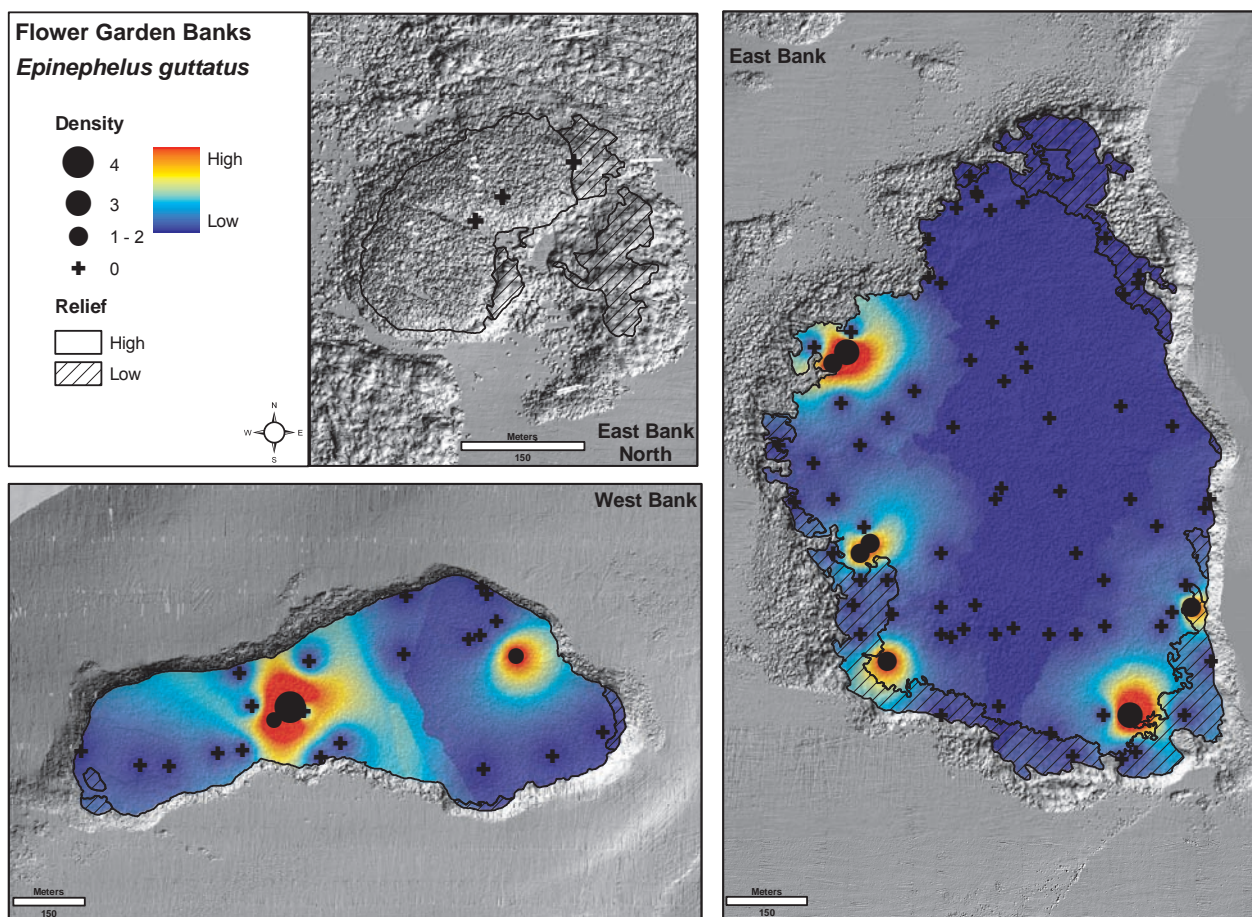 Flower Garden Banks
Epinephelus guttatus
Density
4
3
1 - 2
0
High
Low
Relief
High
Low
N
W
E
S
Meters
150
East Bank
North
West Bank
Meters
150
East Bank
Meters
150